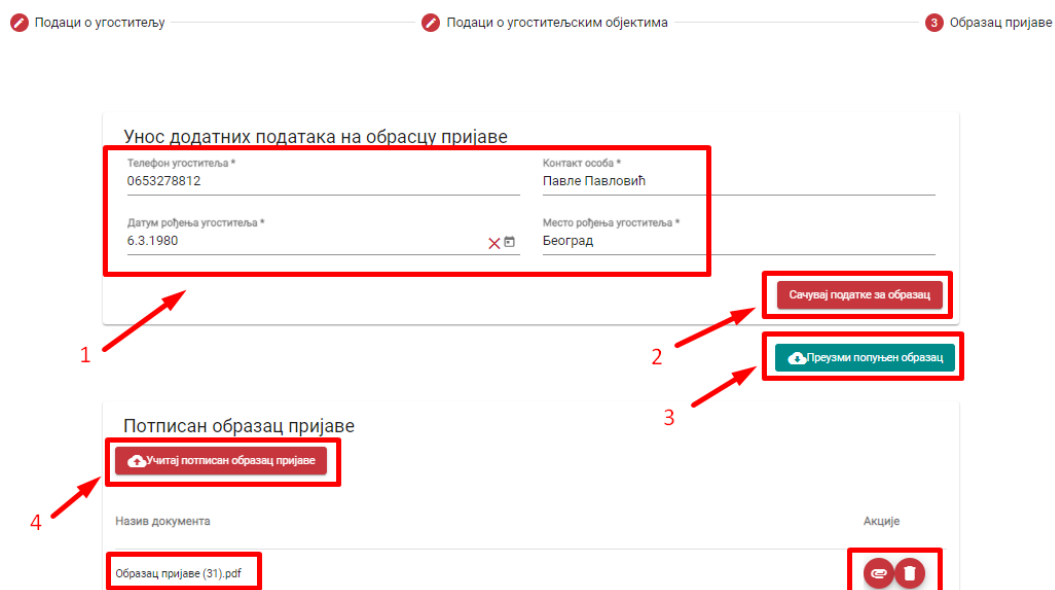 Подаци о угоститељу
Подаци о угоститељским објектима
3 Образац пријаве
Унос додатних података на обрасцу пријаве
Телефон угоститеља * Контакт особа *
0653278812 Павле Павловић
Датум рођења угоститеља * Место рођења угоститеља *
6.3.1980 Београд
Сачувај податке за образац
1
2
Преузми попуњен образац
3
Потписан образац пријаве
Учитај потписан образац пријаве
4
Назив документа Акције
Образац пријаве (31).pdf